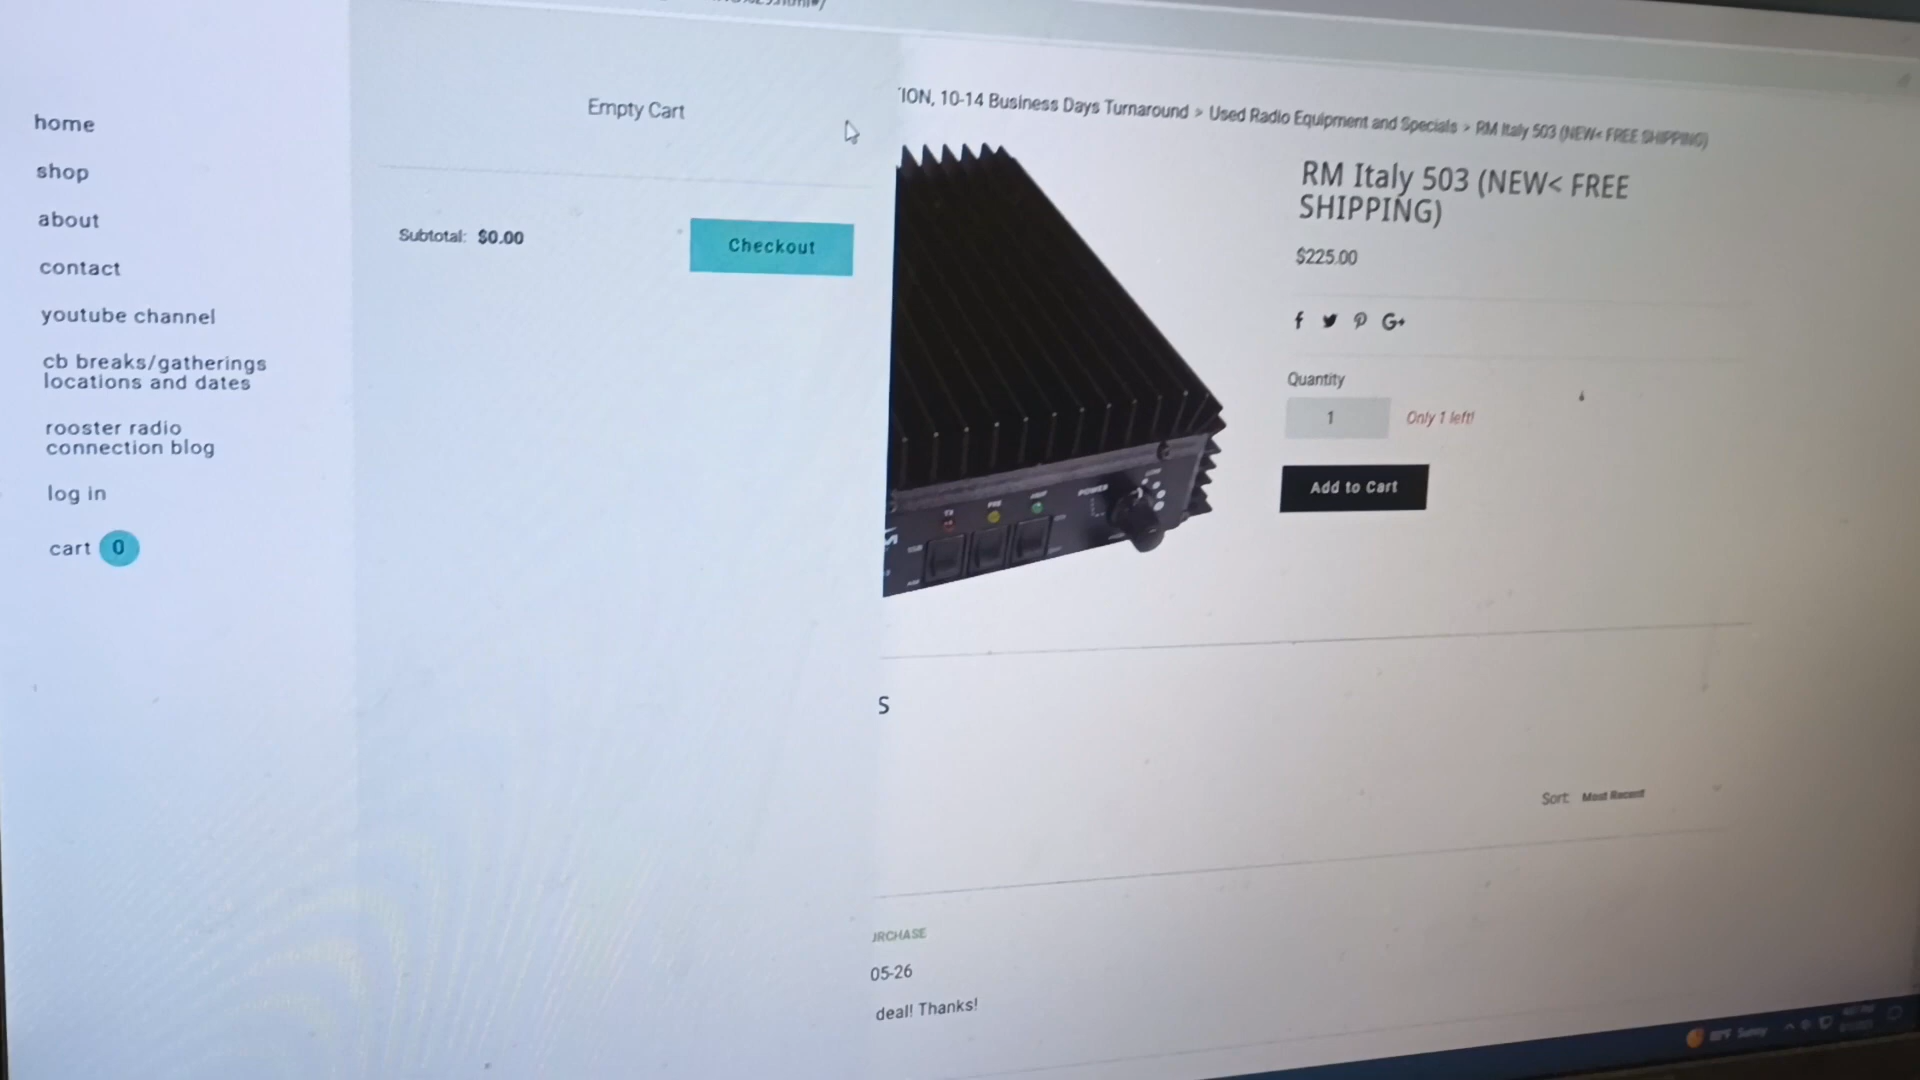 home
shop
about
contact
youtube channel
cb breaks/gatherings
locations and dates
rooster radio
connection blog
log in
cart 0
Empty Cart
Subtotal: $0.00
Checkout
TION, 10-14 Business Days Turnaround > Used Radio Equipment and Specials > RM Italy 503 (NEW< FREE SHIPPING)
RM Italy 503 (NEW< FREE
SHIPPING)
$225.00
Quantity
1 Only 1 left!
Add to Cart
POWER
S
Sort: Most Recent
URCHASE
05-26
deal! Thanks!
Sunny